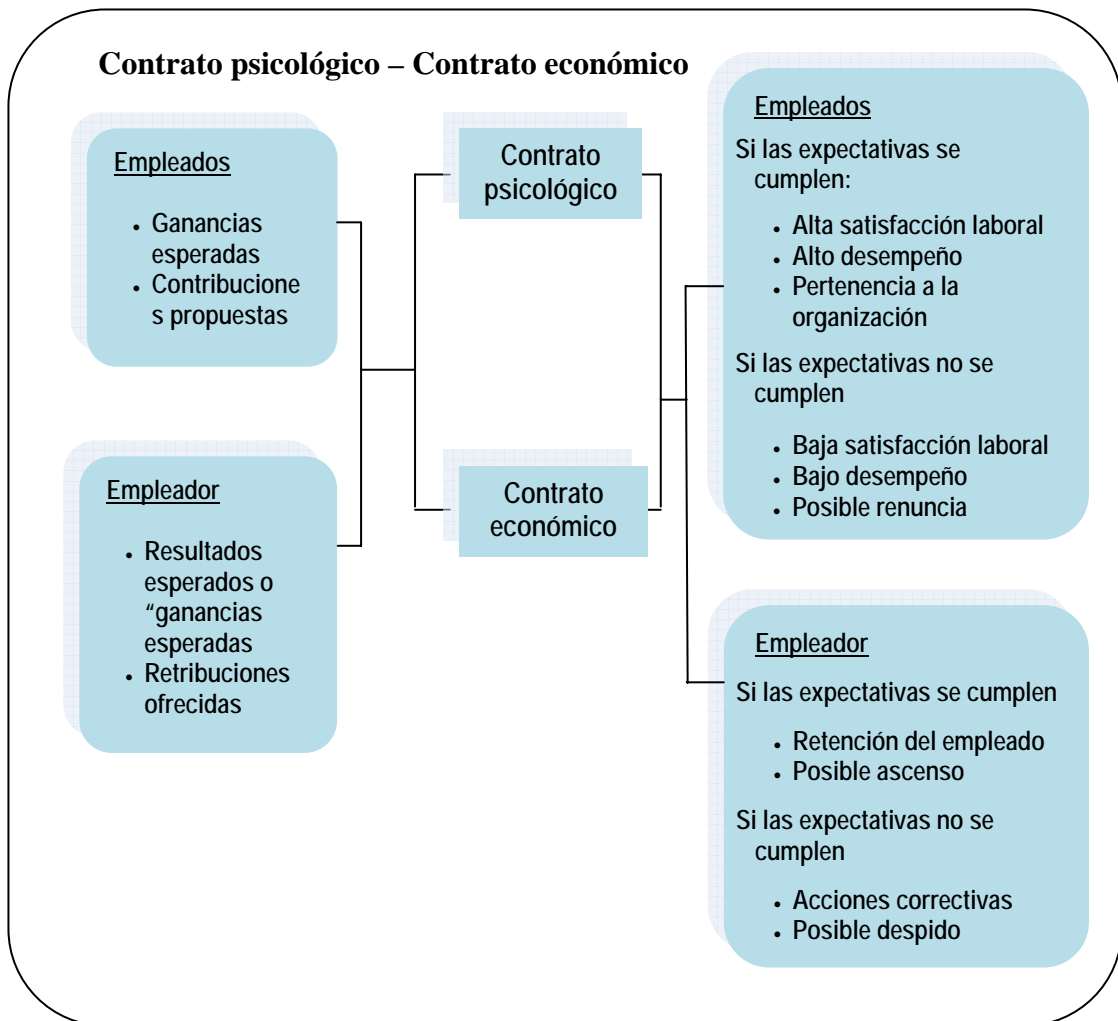 Contrato psicológico – Contrato económico
Empleados
• Ganancias
esperadas
• Contribucione
s propuestas
Empleador
• Resultados
esperados o
“ganancias
esperadas
• Retribuciones
ofrecidas
Contrato
psicológico
Contrato
económico
Empleados
Si las expectativas se
cumplen:
• Alta satisfacción laboral
• Alto desempeño
• Pertenencia a la
organización
Si las expectativas no se
cumplen
• Baja satisfacción laboral
• Bajo desempeño
• Posible renuncia
Empleador
Si las expectativas se cumplen
• Retención del empleado
• Posible ascenso
Si las expectativas no se
cumplen
• Acciones correctivas
• Posible despido